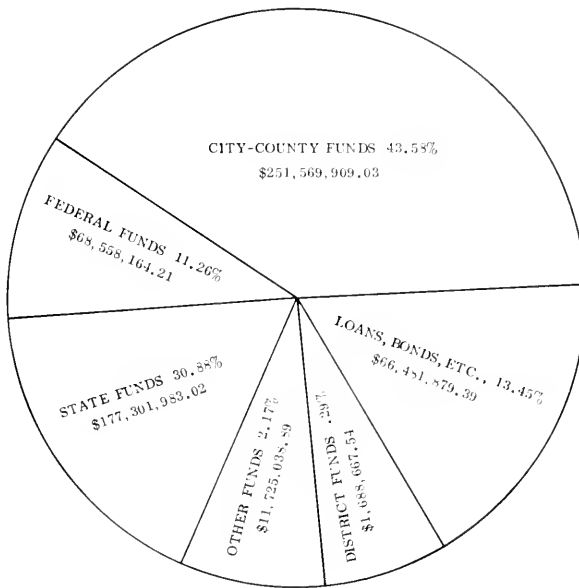 CITY-COUNTY FUNDS 43.58%
$251,569,909.03
FEDERAL FUNDS 11.26%
$68,558,164.21
LOANS, BONDS, ETC., 13.45%
$66,481,879.39
STATE FUNDS 30.88%
$177,301,983.02
OTHER FUNDS 2.17%
$11,725,038.89
DISTRICT FUNDS .29%
$1,688,667.54